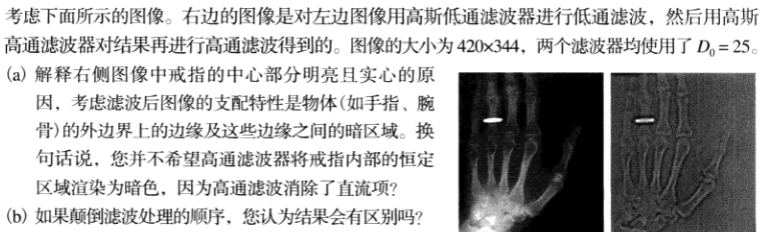 考虑下面所示的图像。右边的图像是对左边图像用高斯低通滤波器进行低通滤波，然后用高斯
高通滤波器对结果再进行高通滤波得到的。图像的大小为 420×344，两个滤波器均使用了 D₀ = 25。
(a) 解释右侧图像中戒指的中心部分明亮且实心的原
因，考虑滤波后图像的支配特性是物体(如手指、腕
骨)的外边界上的边缘及这些边缘之间的暗区域。换
句话说，您并不希望高通滤波器将戒指内部的恒定
区域渲染为暗色，因为高通滤波消除了直流项?
(b) 如果颠倒滤波处理的顺序，您认为结果会有区别吗?